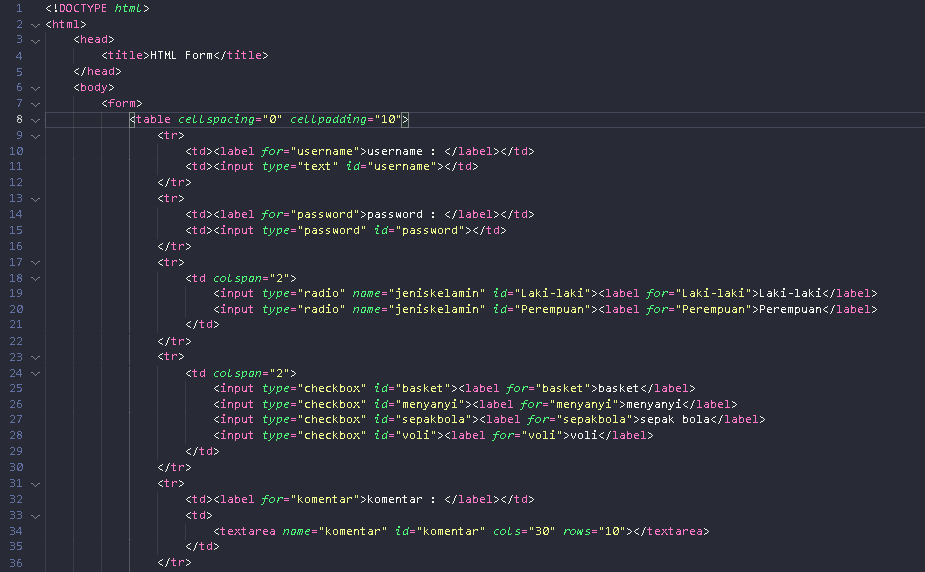 1 <!DOCTYPE html>
2 <html>
3 <head>
4 <title>HTML Form</title>
5 </head>
6 <body>
7 <form>
8 <table cellspacing="0" cellpadding="10">
9 <tr>
10 <td><label for="username">username : </label></td>
11 <td><input type="text" id="username"></td>
12 </tr>
13 <tr>
14 <td><label for="password">password : </label></td>
15 <td><input type="password" id="password"></td>
16 </tr>
17 <tr>
18 <td colspan="2">
19 <input type="radio" name="jeniskelamin" id="Laki-laki"><label for="Laki-laki">Laki-laki</label>
20 <input type="radio" name="jeniskelamin" id="Perempuan"><label for="Perempuan">Perempuan</label>
21 </td>
22 </tr>
23 <tr>
24 <td colspan="2">
25 <input type="checkbox" id="basket"><label for="basket">basket</label>
26 <input type="checkbox" id="menyanyi"><label for="menyanyi">menyanyi</label>
27 <input type="checkbox" id="sepakbola"><label for="sepakbola">sepak bola</label>
28 <input type="checkbox" id="voli"><label for="voli">voli</label>
29 </td>
30 </tr>
31 <tr>
32 <td><label for="komentar">komentar : </label></td>
33 <td>
34 <textarea name="komentar" id="komentar" cols="30" rows="10"></textarea>
35 </td>
36 </tr>